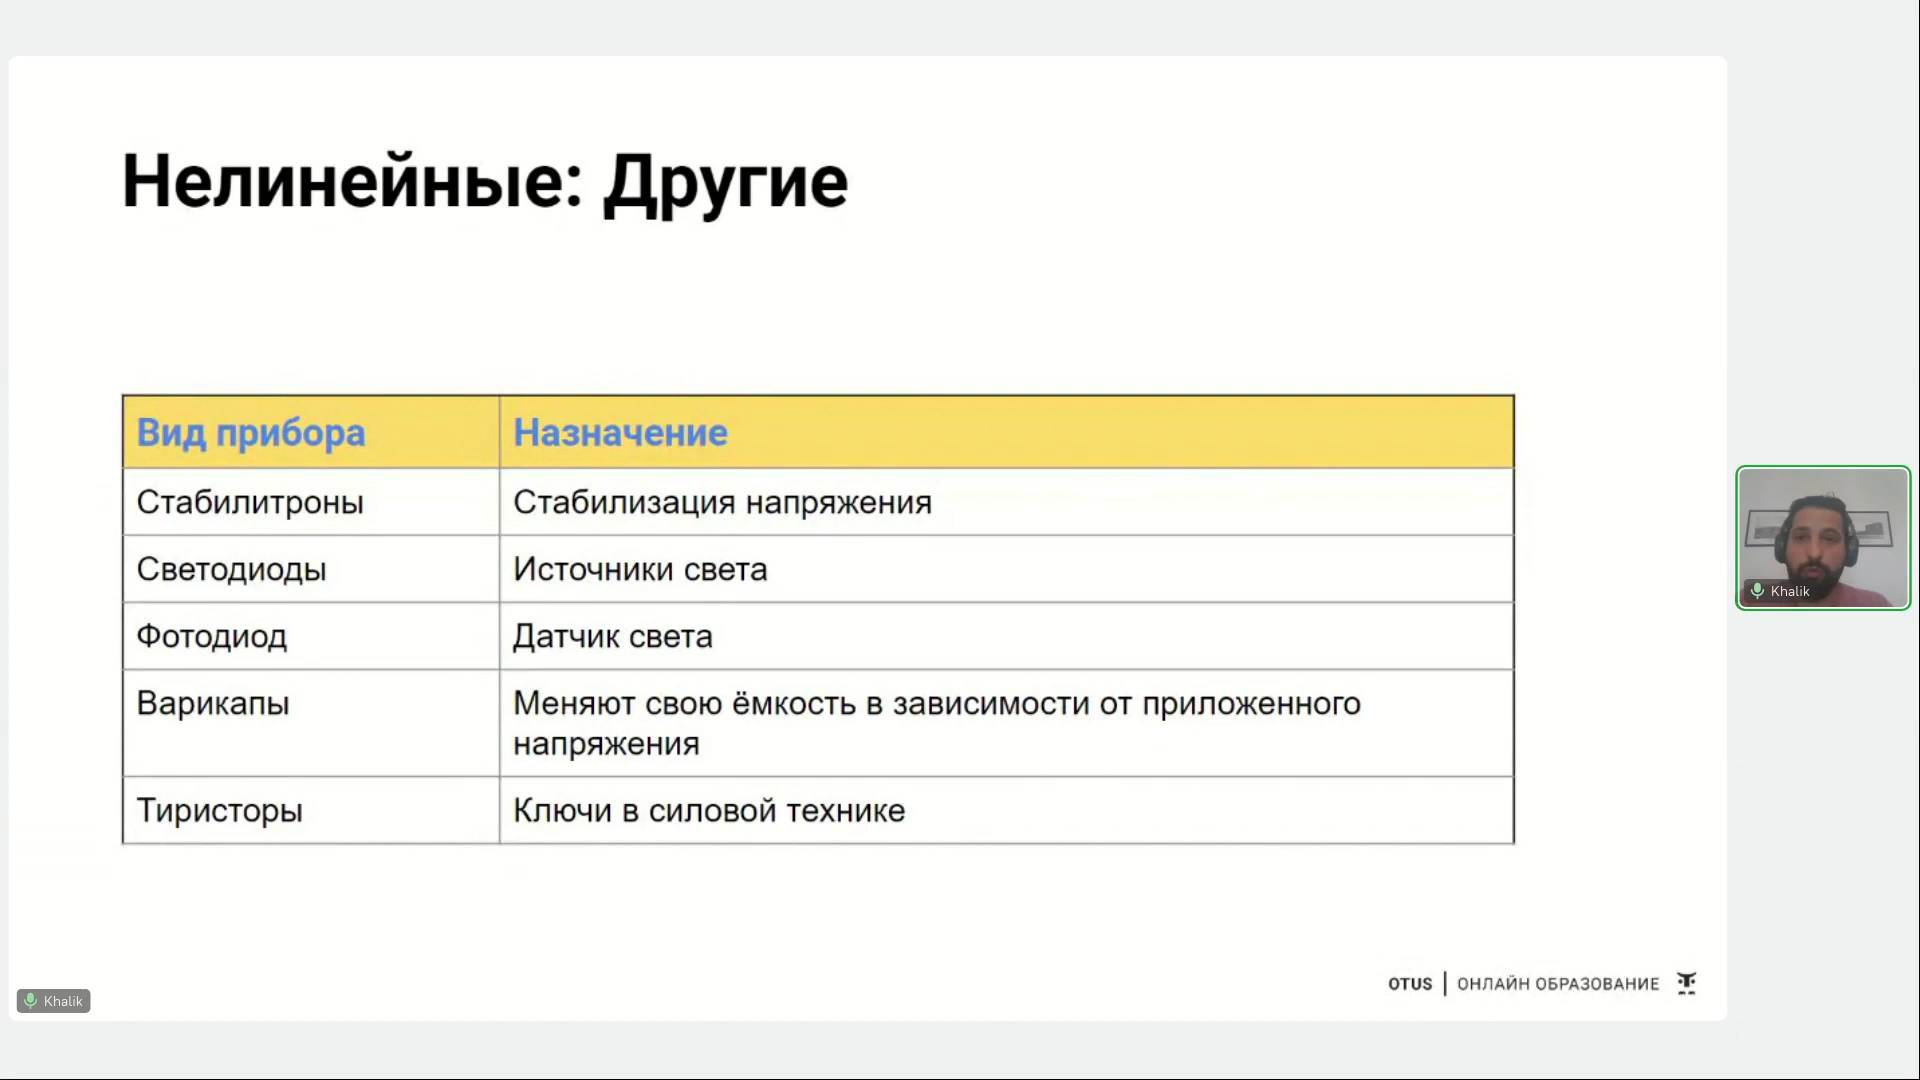 Нелинейные: Другие
Вид прибора
Назначение
Стабилитроны
Стабилизация напряжения
Светодиоды
Источники света
Фотодиод
Датчик света
Варикапы
Меняют свою ёмкость в зависимости от приложенного
напряжения
Тиристоры
Ключи в силовой технике
Khalik
OTUS | ОНЛАЙН ОБРАЗОВАНИЕ
Khalik